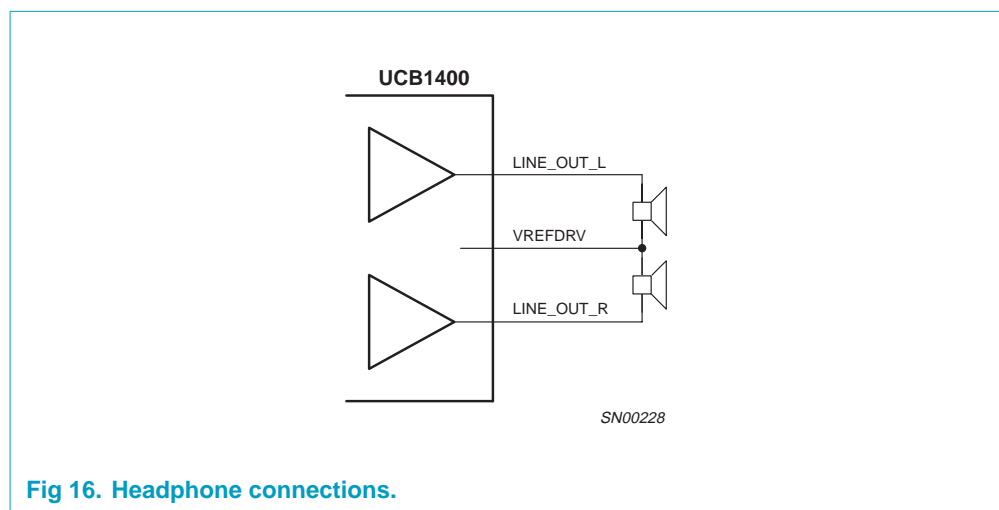 UCB1400
LINE_OUT_L
VREFDRV
LINE_OUT_R
SN00228
Fig 16. Headphone connections.